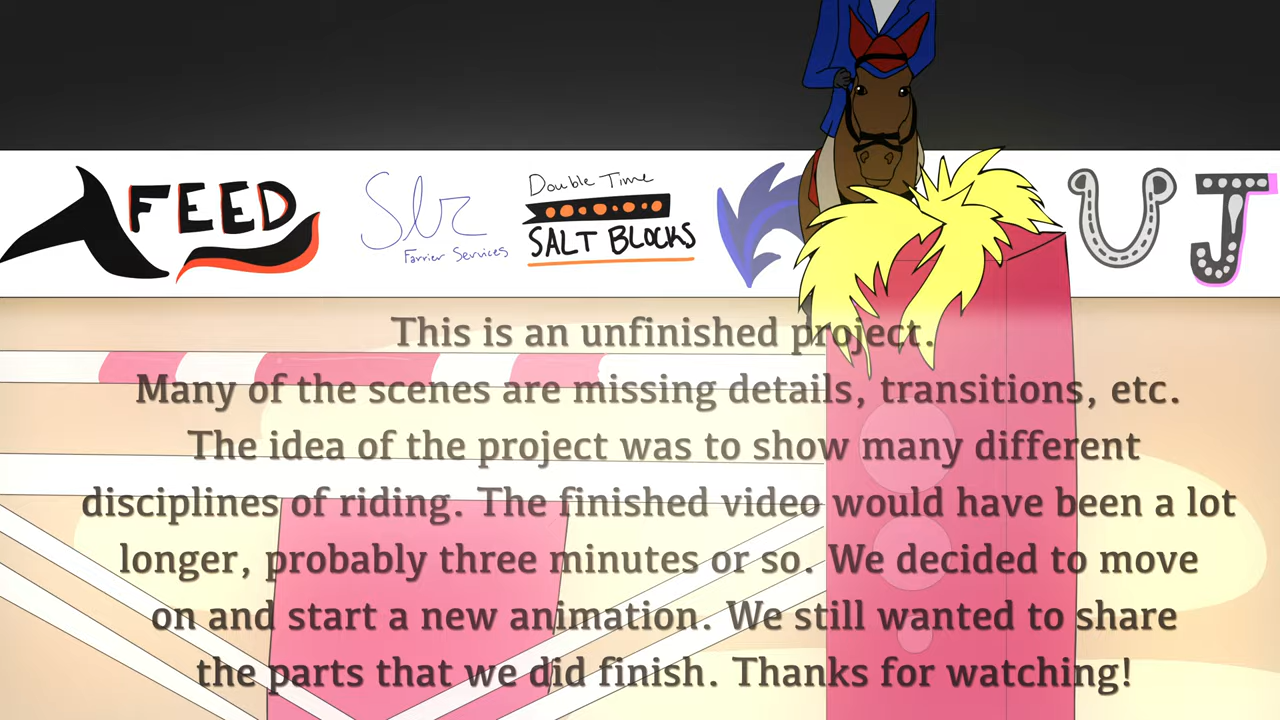 FEED
Slr
Farrier Services
Double Time
SALT BLOCKS
UJ
This is an unfinished project.
Many of the scenes are missing details, transitions, etc.
The idea of the project was to show many different
disciplines of riding. The finished video would have been a lot
longer, probably three minutes or so. We decided to move
on and start a new animation. We still wanted to share
the parts that we did finish. Thanks for watching!